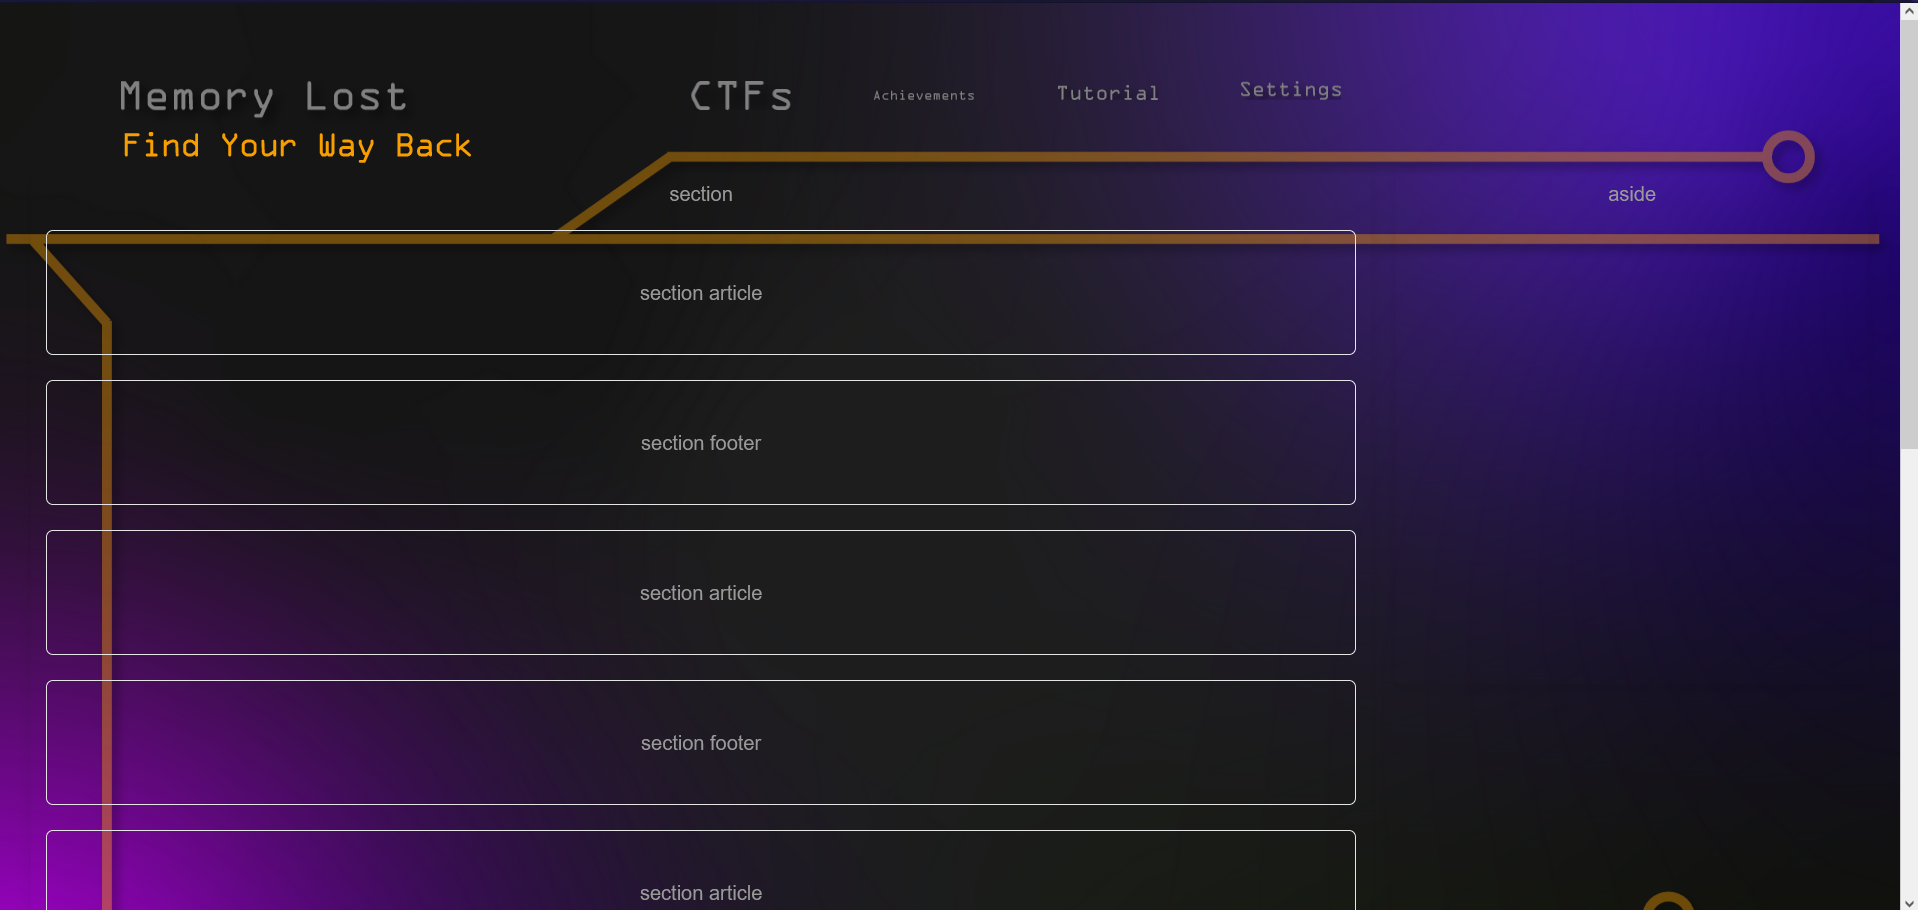 Memory Lost
Find Your Way Back
CTFs
Achievements
Tutorial
Settings
section
aside
section article
section footer
section article
section footer
section article